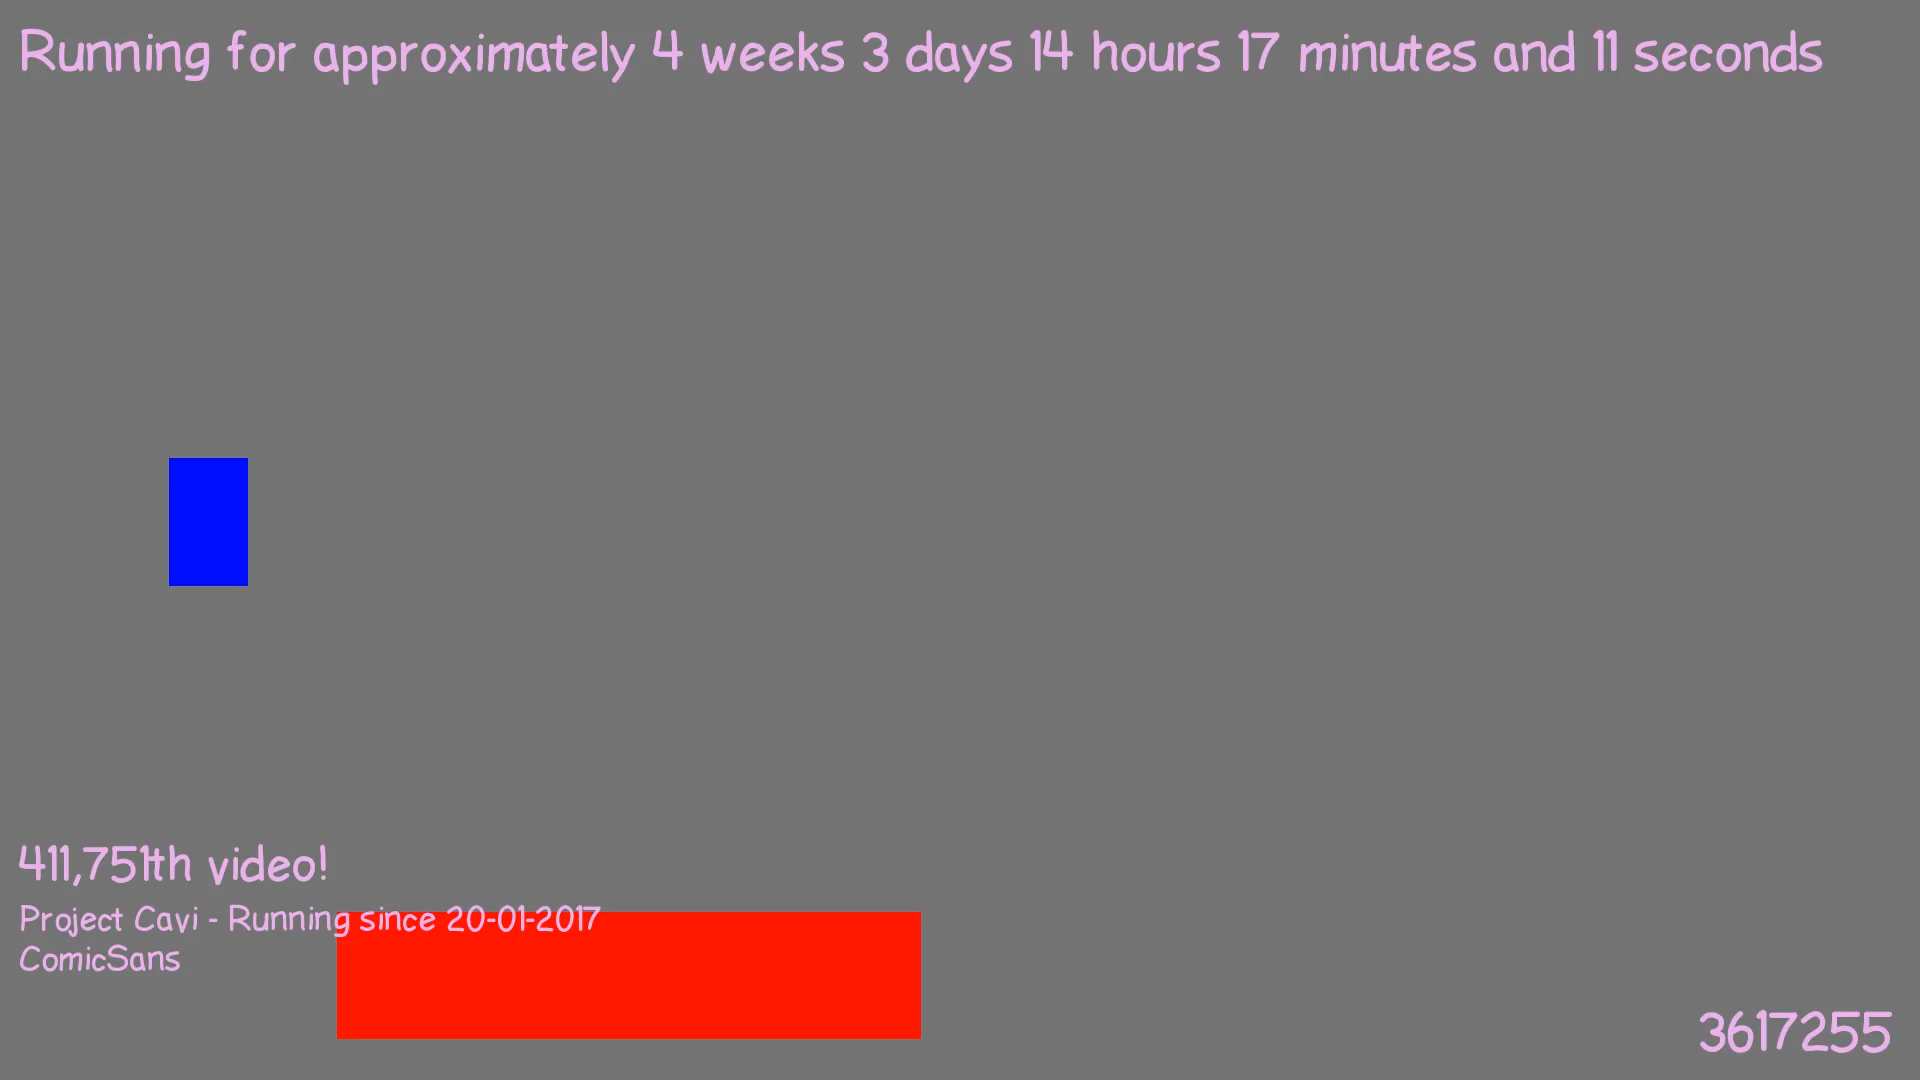 Running for approximately 4 weeks 3 days 14 hours 17 minutes and 11 seconds
411,751th video!
Project Cavi - Running since 20-01-2017
ComicSans
3617255